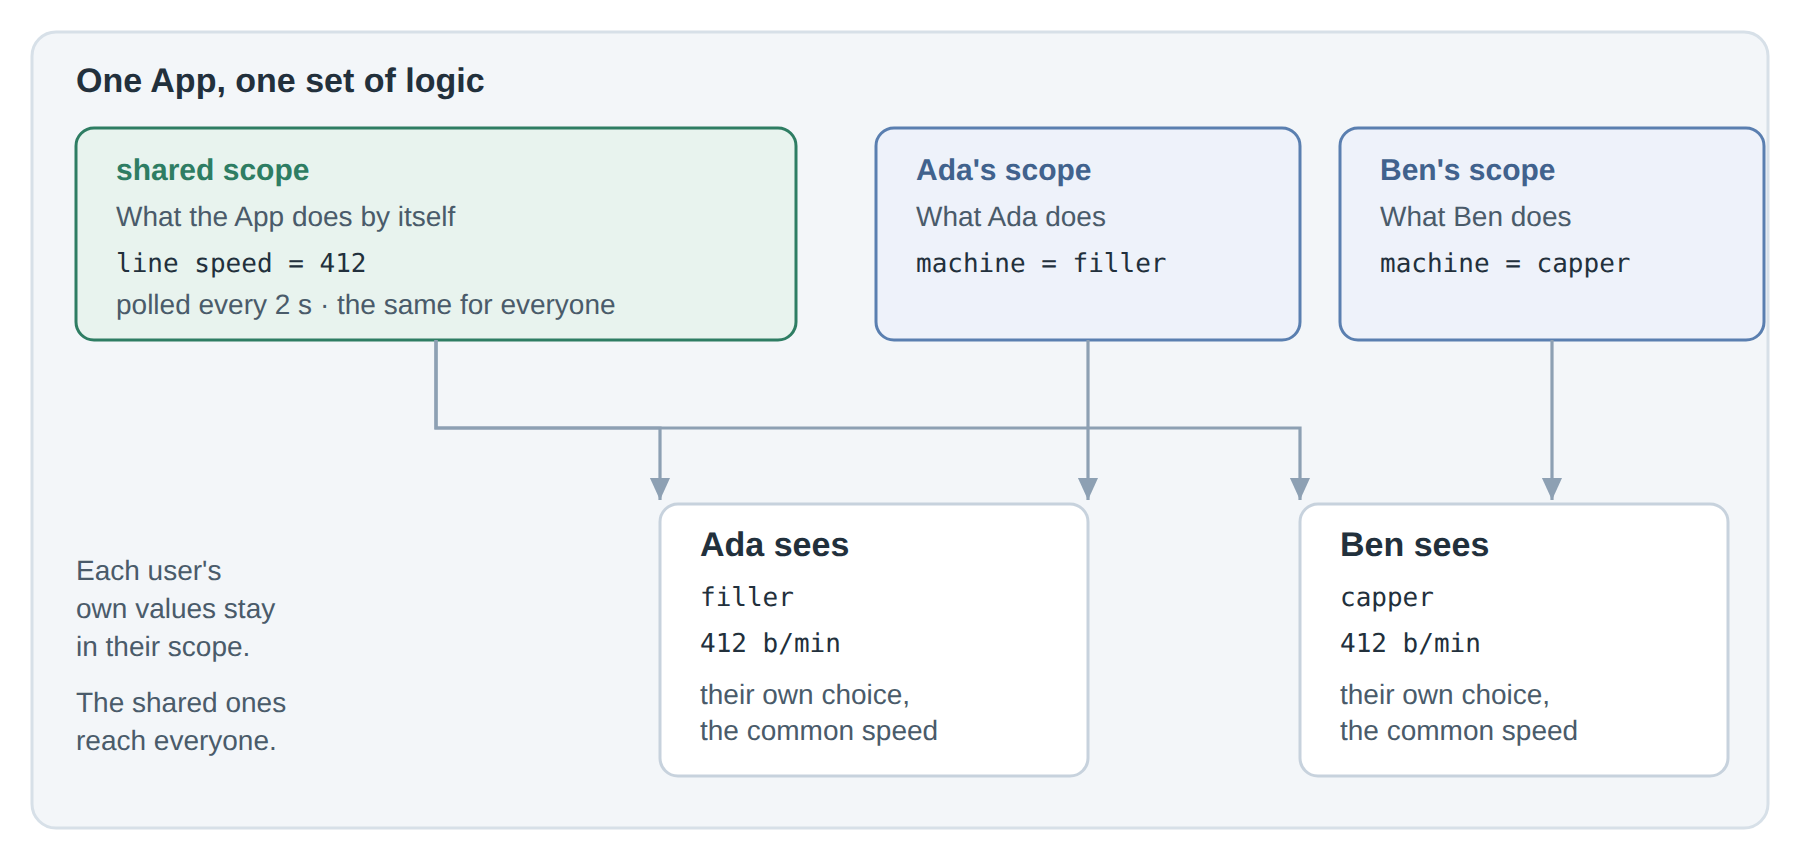 One App, one set of logic
shared scope
What the App does by itself
line speed = 412
polled every 2 s · the same for everyone
Ada's scope
What Ada does
machine = filler
Ben's scope
What Ben does
machine = capper
Each user's
own values stay
in their scope.
The shared ones
reach everyone.
Ada sees
filler
412 b/min
their own choice,
the common speed
Ben sees
capper
412 b/min
their own choice,
the common speed